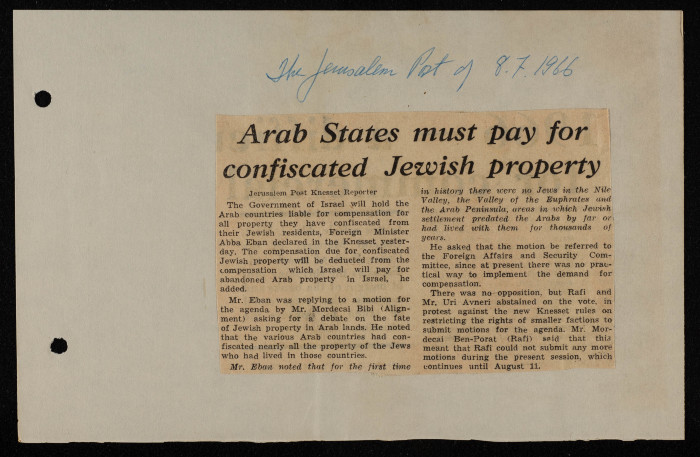 The Jerusalem Post of 8.7.1966
Arab States must pay for
confiscated Jewish property
Jerusalem Post Knesset Reporter
The Government of Israel will hold the
Arab countries liable for compensation for
all property they have confiscated from
their Jewish residents, Foreign Minister
Abba Eban declared in the Knesset yester-
day. The compensation due for confiscated
Jewish property will be deducted from the
compensation which Israel will pay for
abandoned Arab property in Israel, he
added.
Mr. Eban was replying to a motion for
the agenda by Mr. Mordecai Bibi (Align-
ment) asking for a debate on the fate
of Jewish property in Arab lands. He noted
that the various Arab countries had con-
fiscated nearly all the property of the Jews
who had lived in those countries.
Mr. Eban noted that for the first time
in history there were no Jews in the Nile
Valley, the Valley of the Euphrates and
the Arab Peninsula, areas in which Jewish
settlement predated the Arabs by far or
had lived with them for thousands of
years.
He asked that the motion be referred to
the Foreign Affairs and Security Com-
mittee, since at present there was no prac-
tical way to implement the demand for
compensation.
There was no opposition, but Rafi and
Mr. Uri Avneri abstained on the vote, in
protest against the new Knesset rules on
restricting the rights of smaller factions to
submit motions for the agenda. Mr. Mor-
decai Ben-Porat (Rafi) said that this
meant that Rafi could not submit any more
motions during the present session, which
continues until August 11.